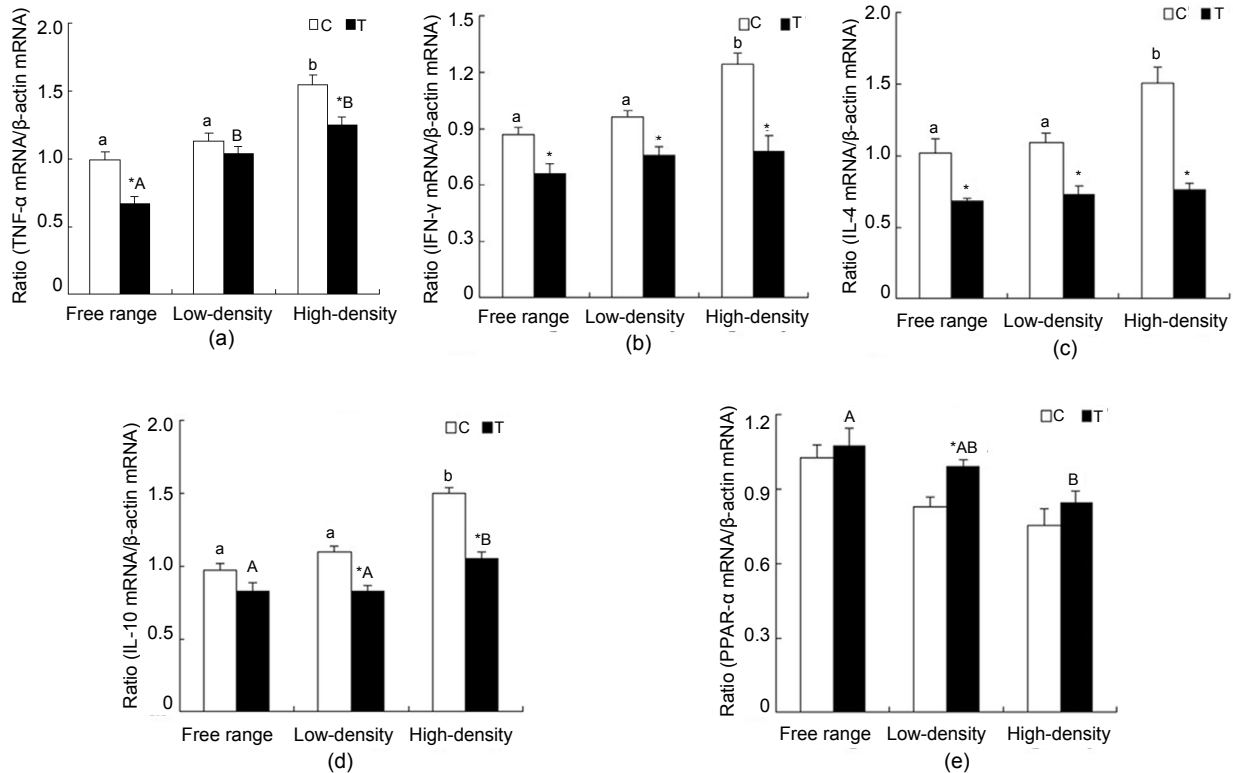 C T
Ratio (TNF-α mRNA/β-actin mRNA)
2.0
1.5
1.0
0.5
0
a
*A
a
B
b
*B
Free range Low-density High-density
(a)
C T
Ratio (IFN-γ mRNA/β-actin mRNA)
1.5
1.2
0.9
0.6
0.3
0
a
*
a
*
b
*
Free range Low-density High-density
(b)
C T
Ratio (IL-4 mRNA/β-actin mRNA)
2.0
1.5
1.0
0.5
0
a
*
a
*
b
*
Free range Low-density High-density
(c)
C T
Ratio (IL-10 mRNA/β-actin mRNA)
2.0
1.5
1.0
0.5
0
a
A
a
*A
b
*B
Free range Low-density High-density
(d)
C T
Ratio (PPAR-α mRNA/β-actin mRNA)
1.2
0.9
0.6
0.3
0
A
*AB
B
Free range Low-density High-density
(e)